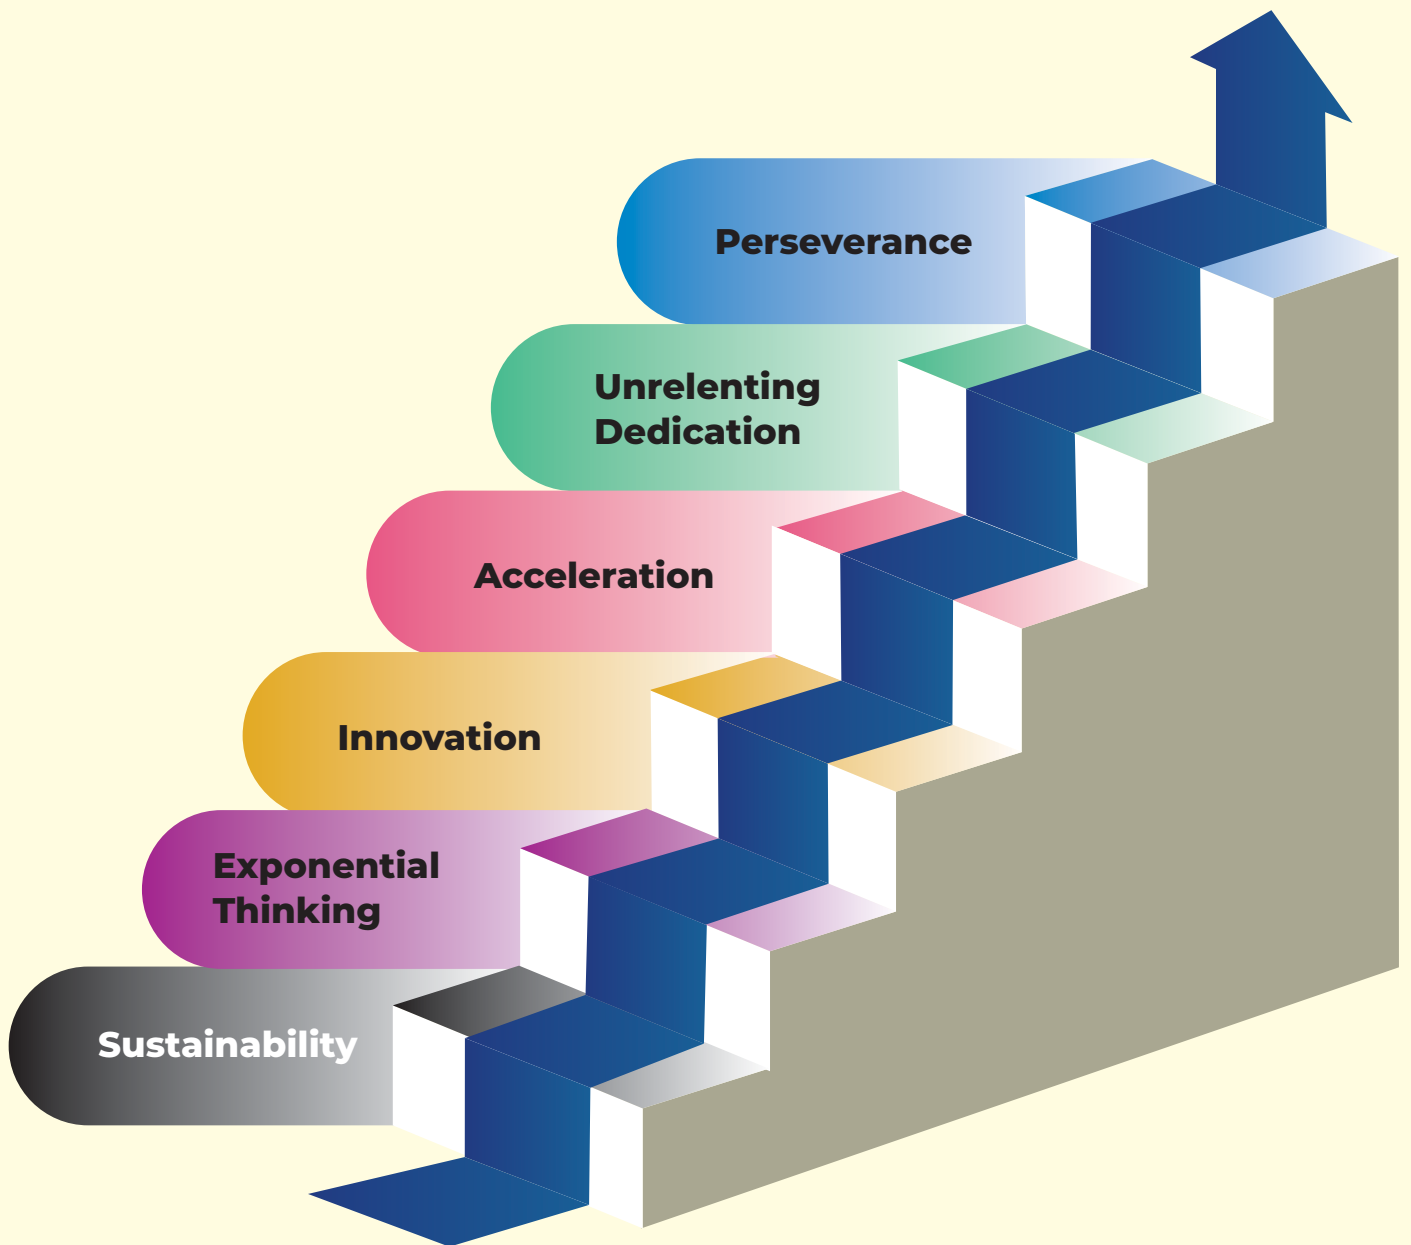 Perseverance
Unrelenting
Dedication
Acceleration
Innovation
Exponential
Thinking
Sustainability